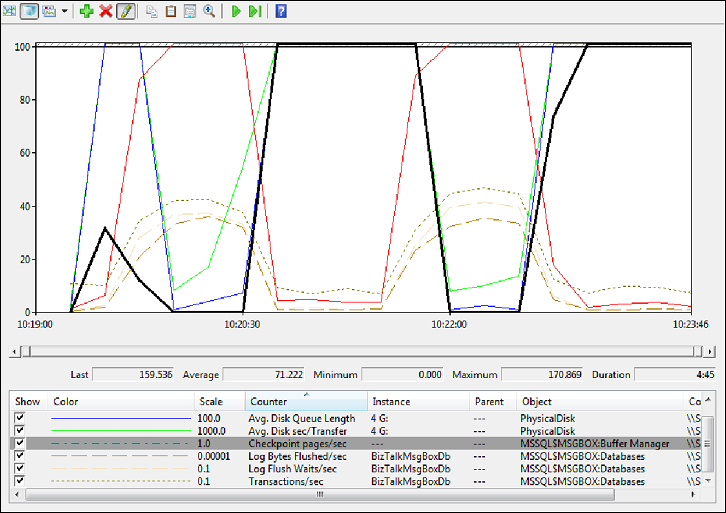 100
80
60
40
20
0
10:19:00 10:20:30 10:22:00 10:23:46
Last 159.536 Average 71.222 Minimum 0.000 Maximum 170.869 Duration 4:45
Show Color Scale Counter Instance Parent Object Co
100.0 Avg. Disk Queue Length 4 G: --- PhysicalDisk \\S
1000.0 Avg. Disk sec/Transfer 4 G: --- PhysicalDisk \\S
1.0 Checkpoint pages/sec --- --- MSSQL$MSGBOX:Buffer Manager \\S
0.00001 Log Bytes Flushed/sec BizTalkMsgBoxDb --- MSSQL$MSGBOX:Databases \\S
0.1 Log Flush Waits/sec BizTalkMsgBoxDb --- MSSQL$MSGBOX:Databases \\S
0.1 Transactions/sec BizTalkMsgBoxDb --- MSSQL$MSGBOX:Databases \\S